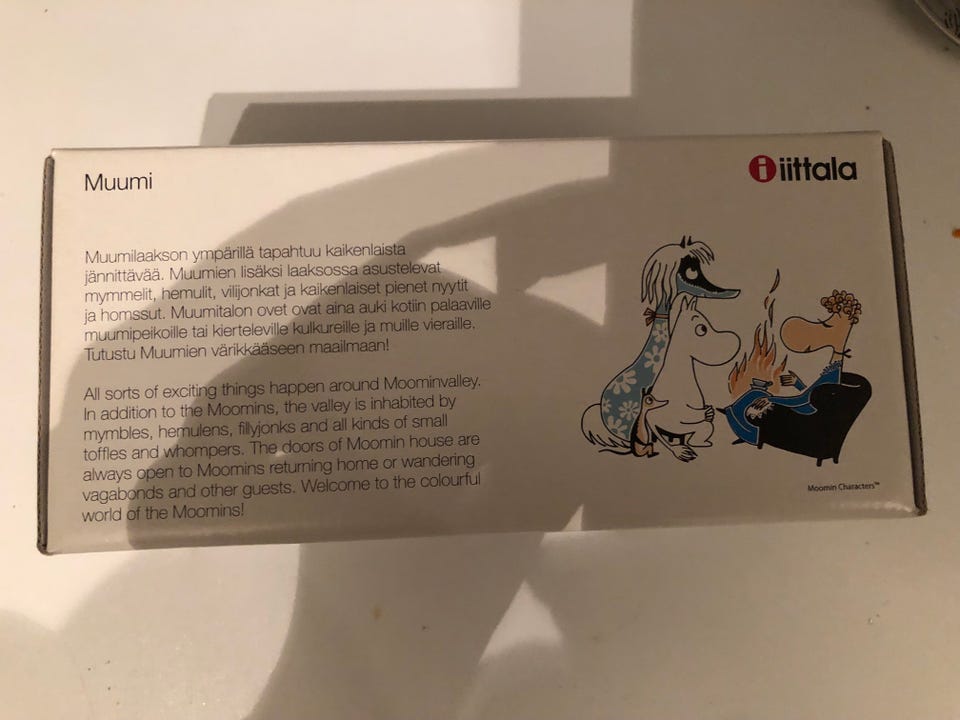 Muumi
iittala
Muumilaakson ympärillä tapahtuu kaikenlaista
jännittävää. Muumien lisäksi laaksossa asustelevat
mymmelit, hemulit, vilijonkat ja kaikenlaiset pienet nyytit
ja homssut. Muumitalon ovet ovat aina auki kotiin palaaville
muumipeikoille tai kierteleville kulkureille ja muille vieraille.
Tutustu Muumien värikkääseen maailmaan!
All sorts of exciting things happen around Moominvalley.
In addition to the Moomins, the valley is inhabited by
mymbles, hemulens, fillyjonks and all kinds of small
toffles and whompers. The doors of Moomin house are
always open to Moomins returning home or wandering
vagabonds and other guests. Welcome to the colourful
world of the Moomins!
Moomin Characters™